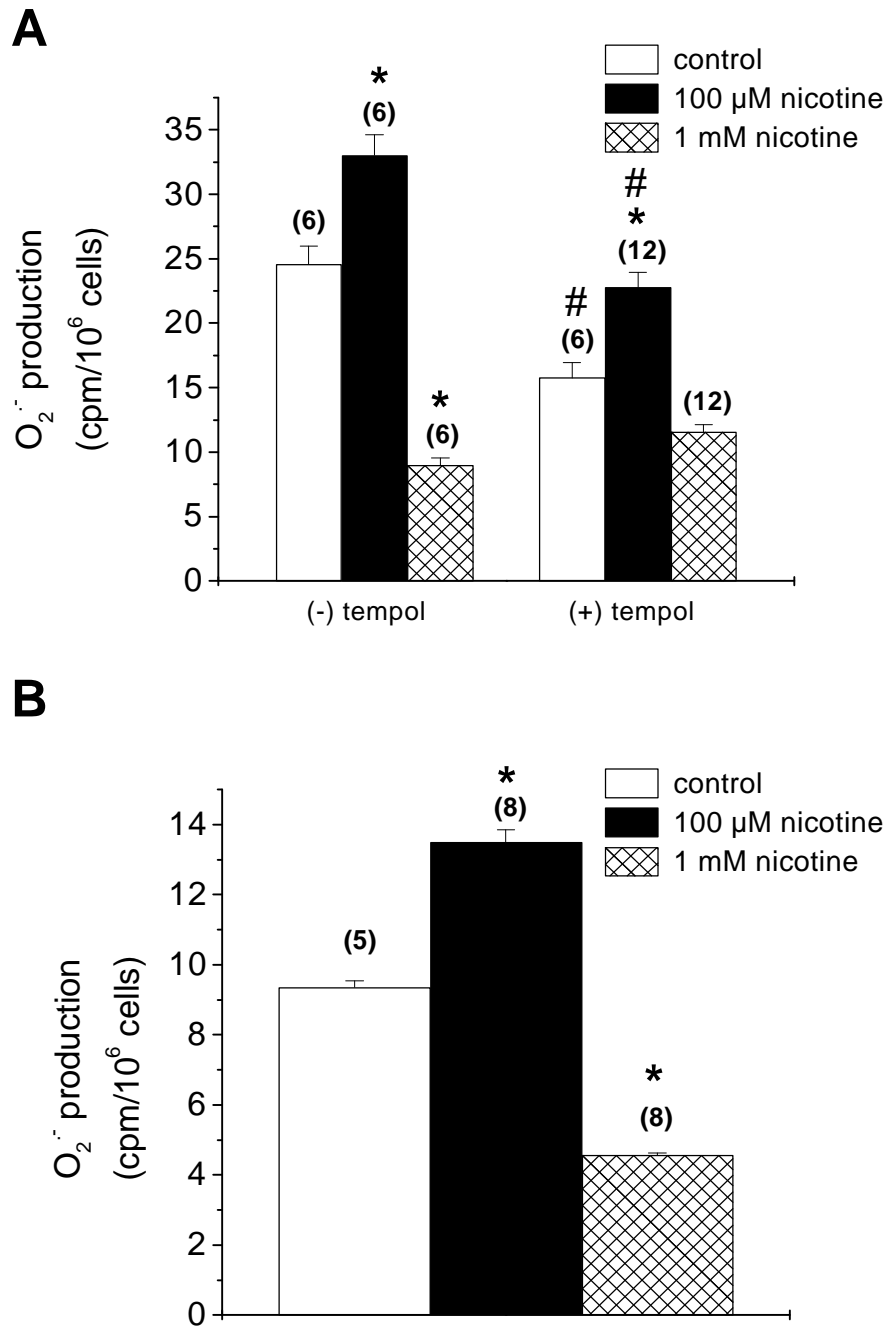 A
control
100 µM nicotine
1 mM nicotine
O2·- production
(cpm/10^6 cells)
35
30
25
20
15
10
5
0
(6)
*
(6)
*
(6)
#
(6)
#
*
(12)
(12)
(-) tempol
(+) tempol
B
control
100 µM nicotine
1 mM nicotine
O2·- production
(cpm/10^6 cells)
14
12
10
8
6
4
2
0
(5)
*
(8)
*
(8)